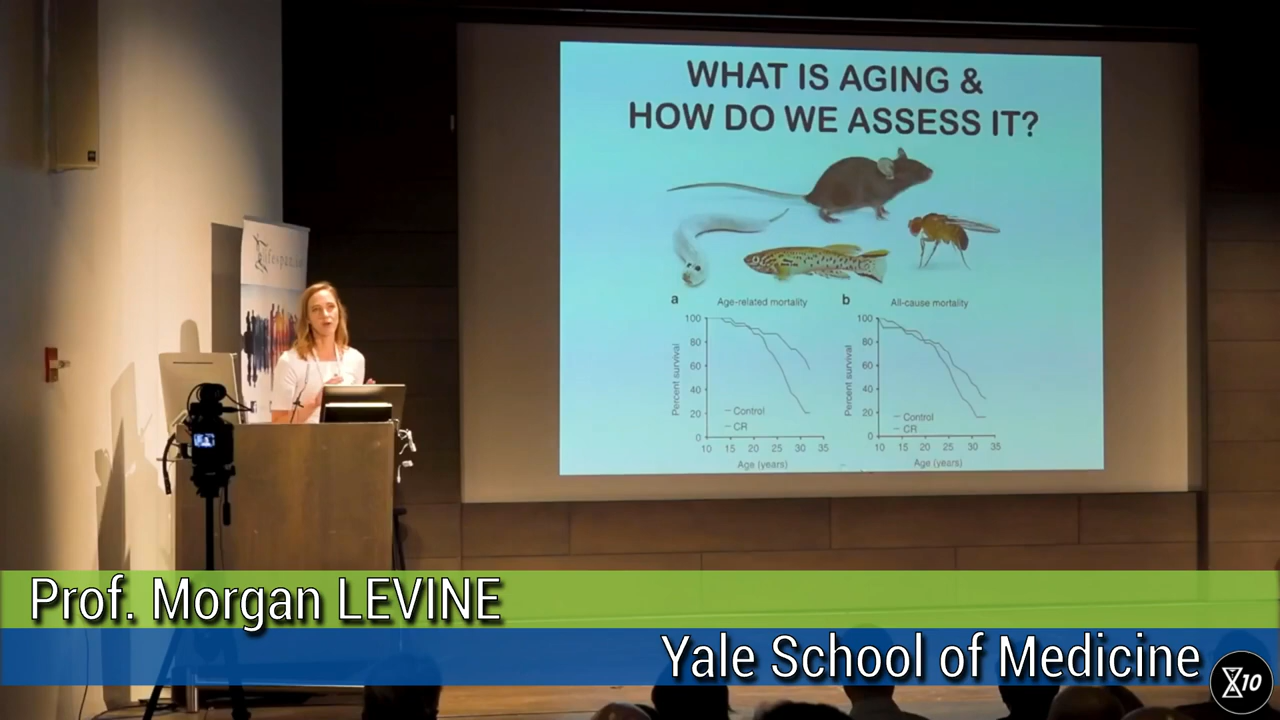 WHAT IS AGING &
HOW DO WE ASSESS IT?
a Age-related mortality
100
80
60
40
20
0
Percent survival
Control
CR
10 15 20 25 30 35
Age (years)
b All-cause mortality
100
80
60
40
20
0
Percent survival
Control
CR
10 15 20 25 30 35
Age (years)
Prof. Morgan LEVINE
Yale School of Medicine
10